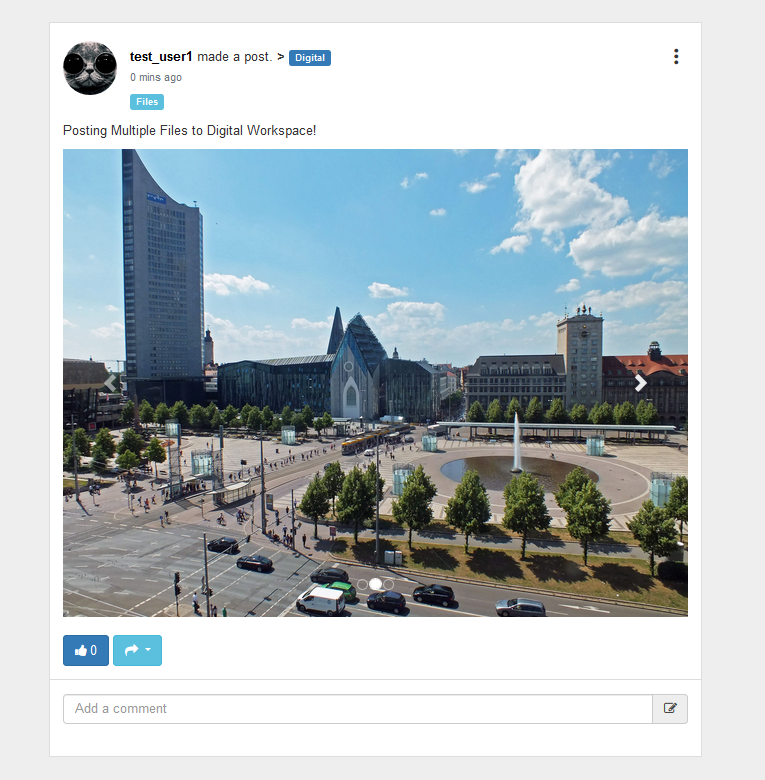 test_user1 made a post. > Digital
0 mins ago
Files
Posting Multiple Files to Digital Workspace!
0
Add a comment